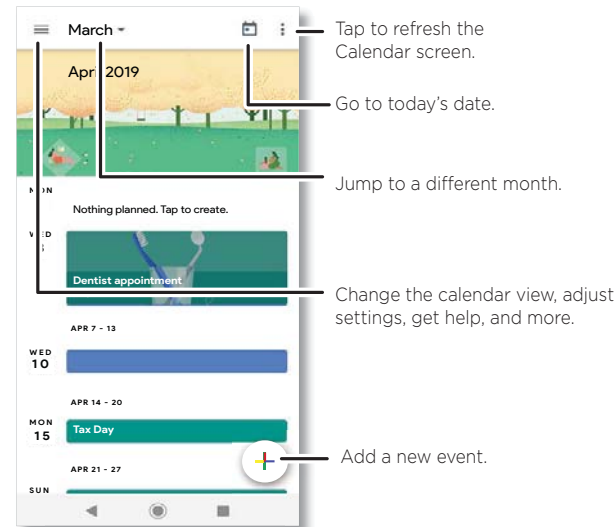 March
Tap to refresh the
Calendar screen.
April 2019
Go to today's date.
Jump to a different month.
Nothing planned. Tap to create.
Dentist appointment
Change the calendar view, adjust
settings, get help, and more.
APR 7 - 13
WED
10
APR 14 - 20
MON
15
Tax Day
Add a new event.
APR 21 - 27
SUN